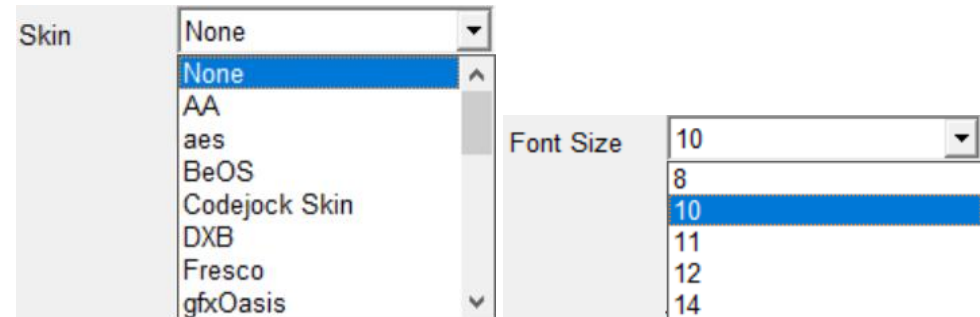 Skin
None
None
AA
aes
BeOS
Codejock Skin
DXB
Fresco
gfxOasis
Font Size
10
8
10
11
12
14